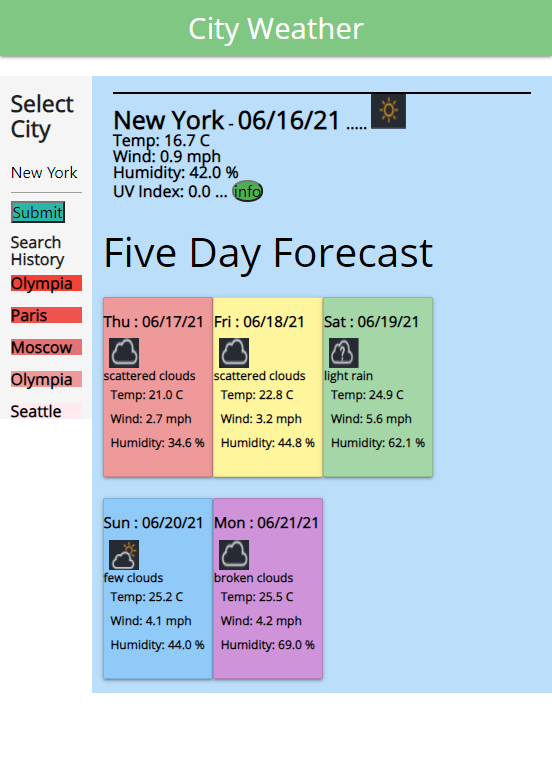 City Weather
Select
City
New York
Submit
Search
History
Olympia
Paris
Moscow
Olympia
Seattle
New York - 06/16/21 .....
Temp: 16.7 C
Wind: 0.9 mph
Humidity: 42.0 %
UV Index: 0.0 ... info
Five Day Forecast
Thu : 06/17/21
scattered clouds
Temp: 21.0 C
Wind: 2.7 mph
Humidity: 34.6 %
Fri : 06/18/21
scattered clouds
Temp: 22.8 C
Wind: 3.2 mph
Humidity: 44.8 %
Sat : 06/19/21
?
light rain
Temp: 24.9 C
Wind: 5.6 mph
Humidity: 62.1 %
Sun : 06/20/21
few clouds
Temp: 25.2 C
Wind: 4.1 mph
Humidity: 44.0 %
Mon : 06/21/21
broken clouds
Temp: 25.5 C
Wind: 4.2 mph
Humidity: 69.0 %